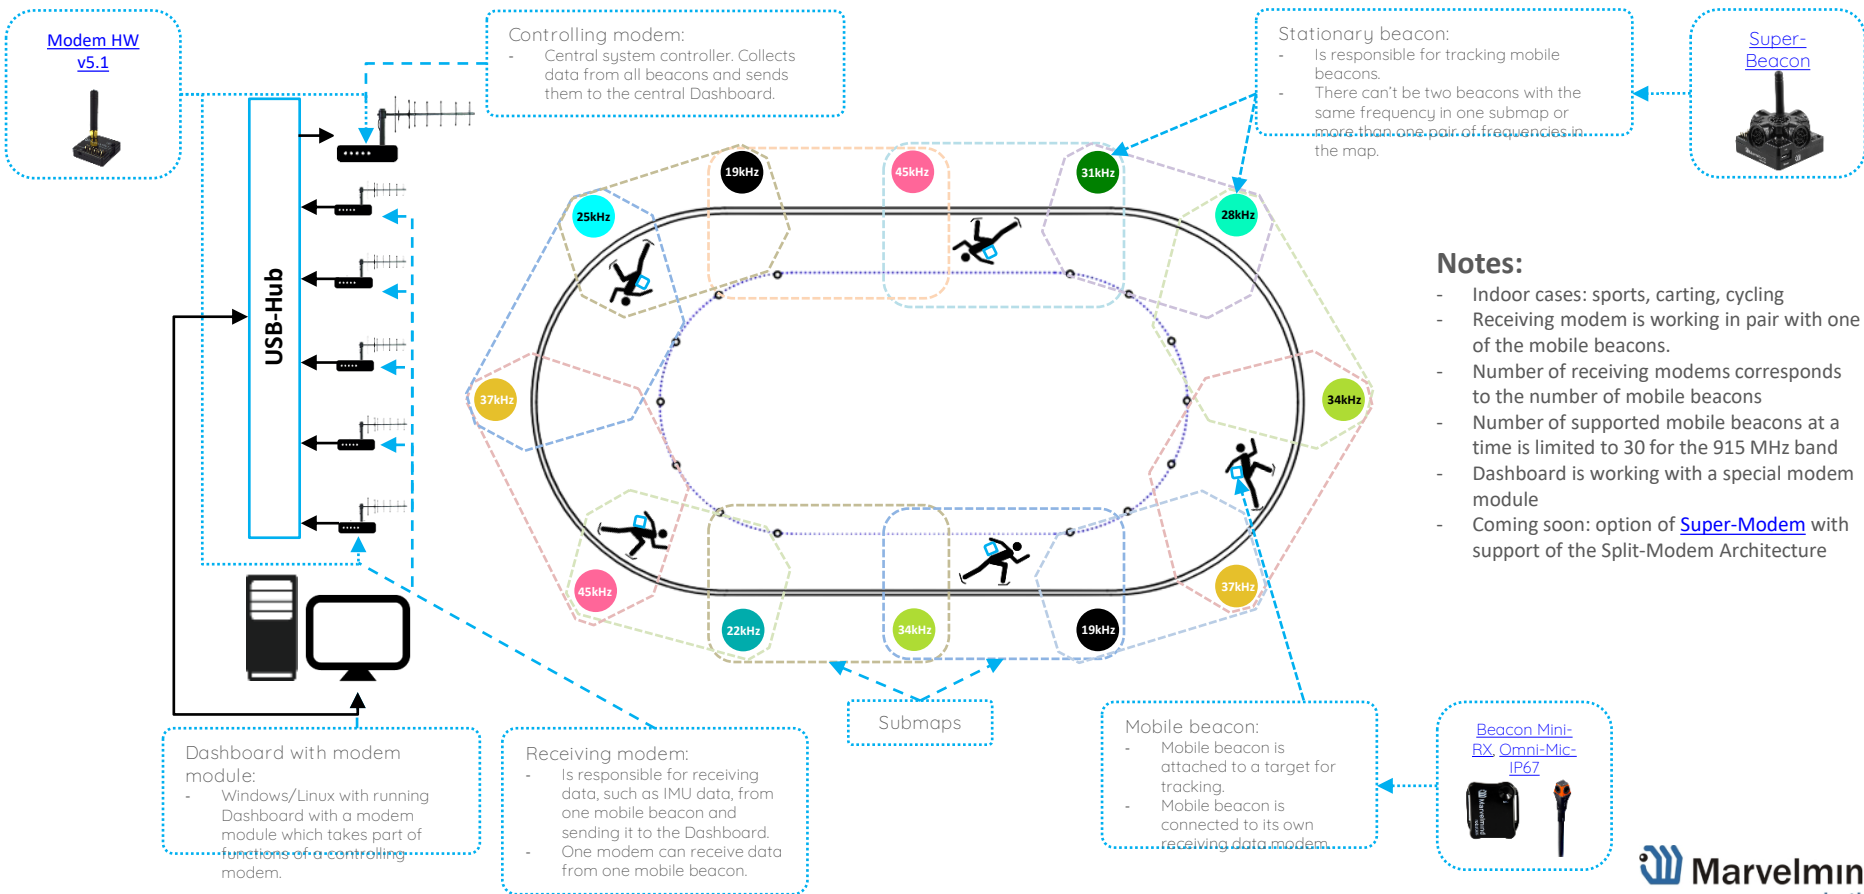 Modem HW
v5.1
Controlling modem:
- Central system controller. Collects
data from all beacons and sends
them to the central Dashboard.
Stationary beacon:
- Is responsible for tracking mobile
beacons.
- There can't be two beacons with the
same frequency in one submap or
more than one pair of frequencies in
the map.
Super-
Beacon
USB-Hub
19kHz
45kHz
31kHz
25kHz
28kHz
37kHz
34kHz
45kHz
37kHz
22kHz
34kHz
19kHz
Notes:
- Indoor cases: sports, carting, cycling
- Receiving modem is working in pair with one
of the mobile beacons.
- Number of receiving modems corresponds
to the number of mobile beacons
- Number of supported mobile beacons at a
time is limited to 30 for the 915 MHz band
- Dashboard is working with a special modem
module
- Coming soon: option of Super-Modem with
support of the Split-Modem Architecture
Submaps
Dashboard with modem
module:
- Windows/Linux with running
Dashboard with a modem
module which takes part of
functions of a controlling
modem.
Receiving modem:
- Is responsible for receiving
data, such as IMU data, from
one mobile beacon and
sending it to the Dashboard.
- One modem can receive data
from one mobile beacon.
Mobile beacon:
- Mobile beacon is
attached to a target for
tracking.
- Mobile beacon is
connected to its own
receiving data modem
Beacon Mini-
RX, Omni-Mic-
IP67
Marvelmind
Marvelmin